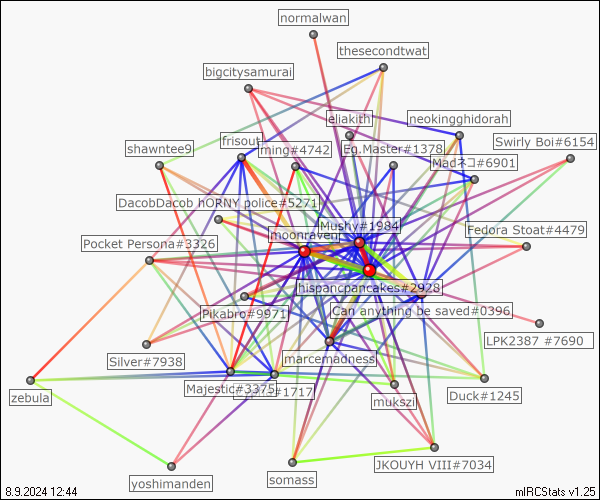 normalwan
thesecondtwat
bigcitysamurai
eliakith
neokingghidorah
Swirly Boi#6154
shawntee9
frisout
ming#4742
Eg.Master#1378
Madネコ#6901
DacobDacob hORNY police#5271
Mushy#1984
Fedora Stoat#4479
Pocket Persona#3326
moonraven
hispancpancakes#2928
Pikabro#9971
Can anything be saved#0396
LPK2387 #7690
Silver#7938
marcemadness
zebula
Majestic#3375
#1717
mukszi
Duck#1245
JKOUYH VIII#7034
somass
yoshimanden
8.9.2024 12:44
mIRCStats v1.25